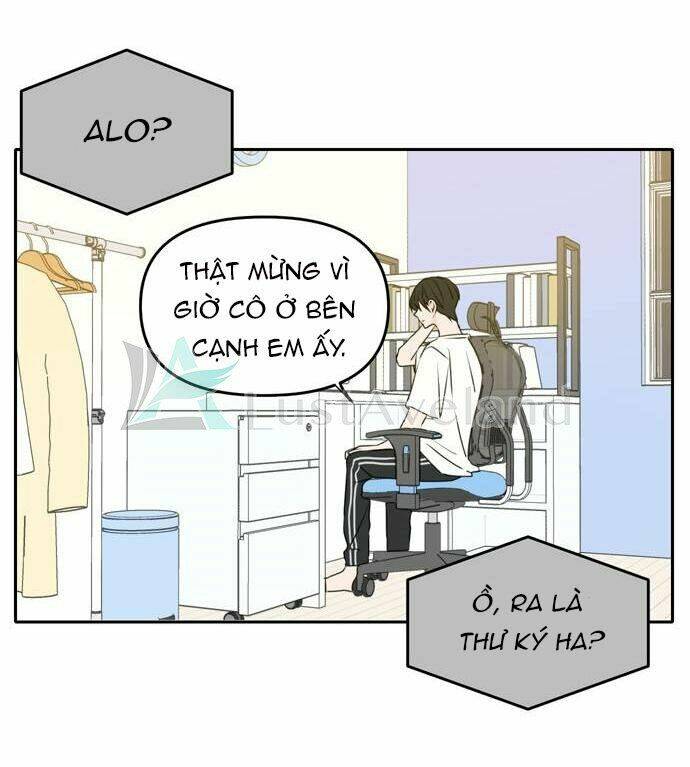 ALO?
THẬT MỪNG VÌ
GIỜ CÔ Ở BÊN
CẠNH EM ẤY.
LustAveland
Ồ, RA LÀ
THƯ KÝ HA?